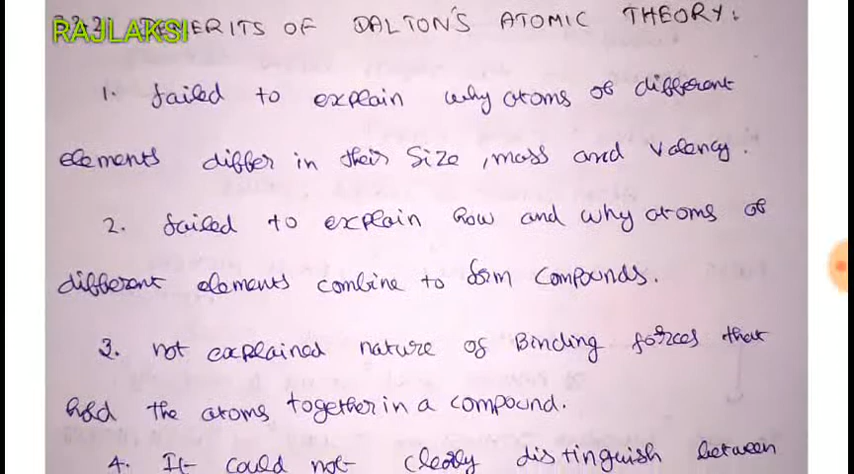 RAJLAKSI
DEMERITS OF DALTON'S ATOMIC THEORY:
1. failed to explain why atoms of different
elements differ in their size, mass and valency.
2. failed to explain how and why atoms of
different elements combine to form compounds.
3. not explained nature of Binding forces that
hold the atoms together in a compound.
4. It could not clearly distinguish between